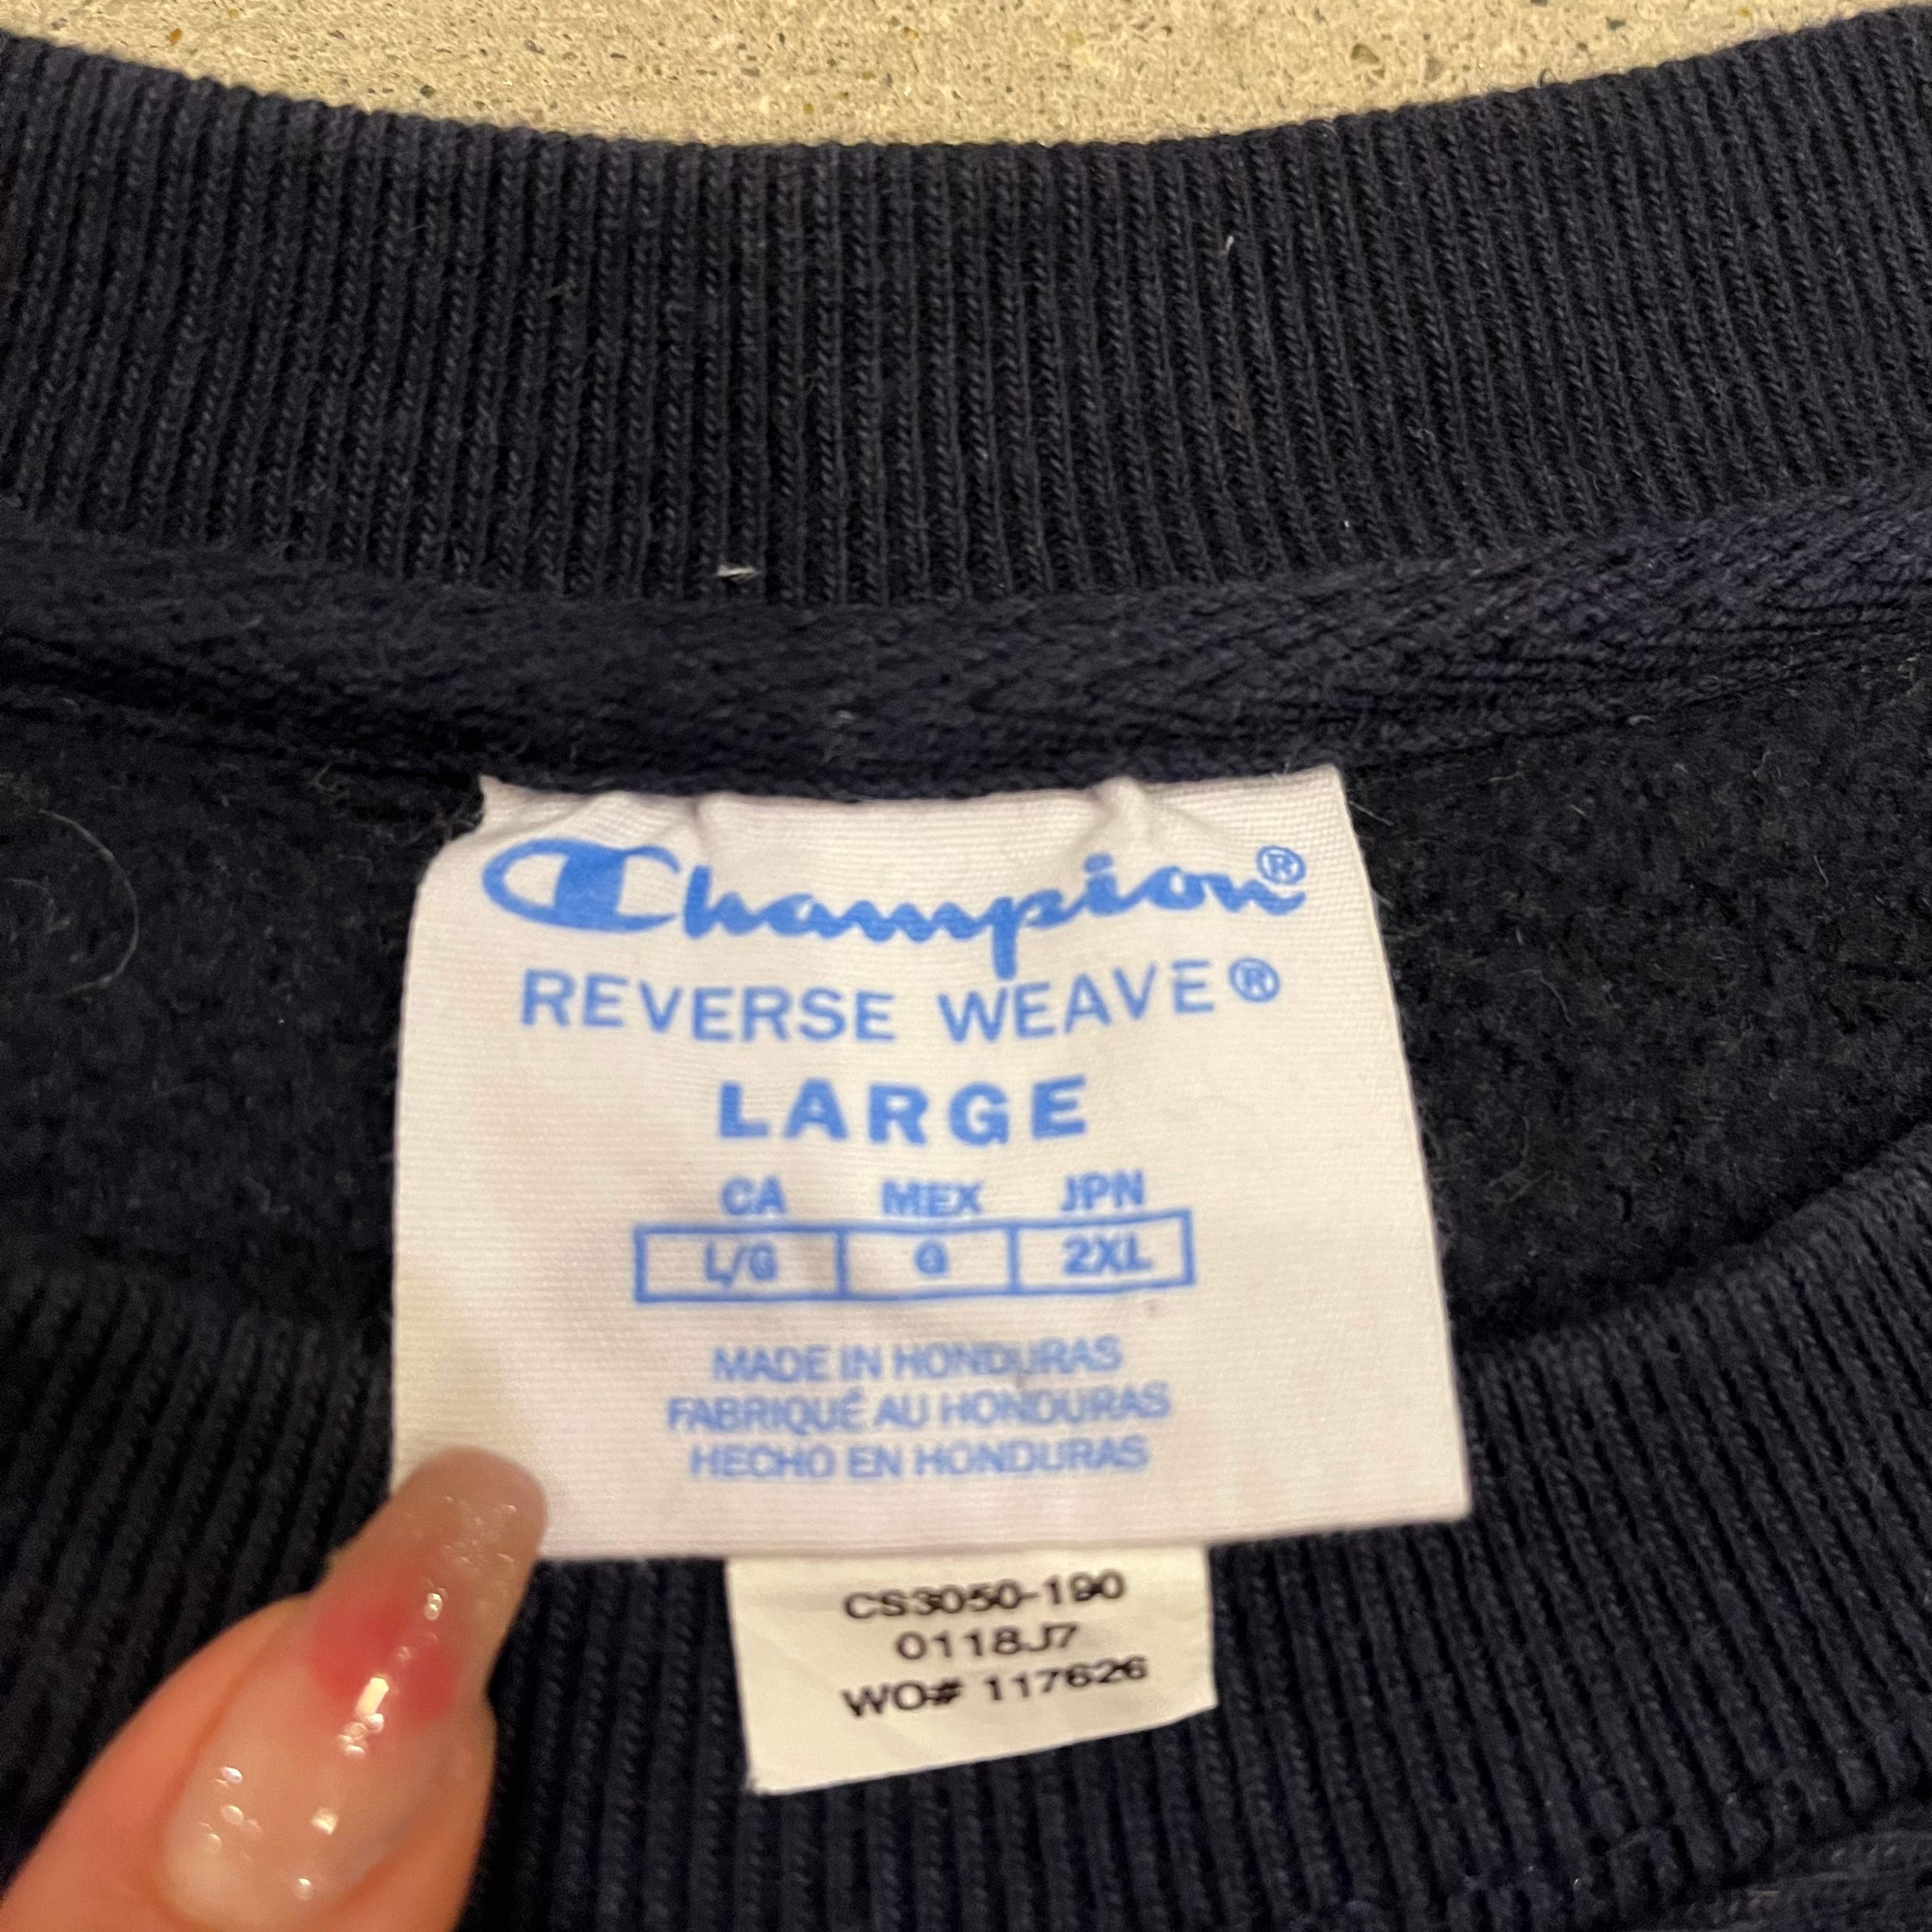 Champion®
REVERSE WEAVE®
LARGE
CA MEX JPN
L/G G 2XL
MADE IN HONDURAS
FABRIQUÉ AU HONDURAS
HECHO EN HONDURAS
CS3050-190
0118J7
WO# 117626